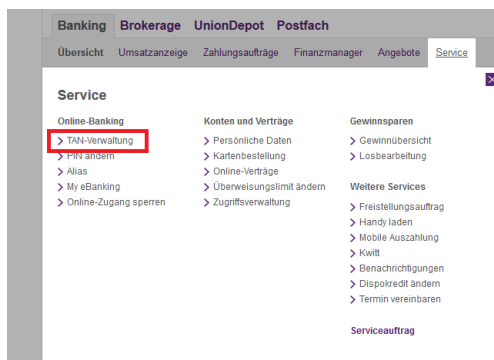 Banking Brokerage UnionDepot Postfach
Übersicht Umsatzanzeige Zahlungsaufträge Finanzmanager Angebote Service
Service
Online-Banking
TAN-Verwaltung
PIN ändern
Alias
My eBanking
Online-Zugang sperren
Konten und Verträge
Persönliche Daten
Kartenbestellung
Online-Verträge
Überweisungslimit ändern
Zugriffsverwaltung
Gewinnsparen
Gewinnübersicht
Losbearbeitung
Weitere Services
Freistellungsauftrag
Handy laden
Mobile Auszahlung
Kwitt
Benachrichtigungen
Dispokredit ändern
Termin vereinbaren
Serviceauftrag